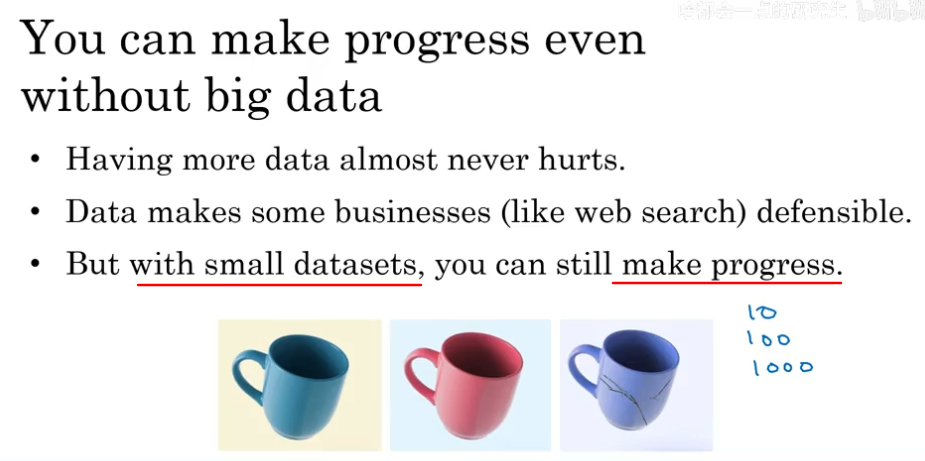 You can make progress even
without big data
• Having more data almost never hurts.
• Data makes some businesses (like web search) defensible.
• But with small datasets, you can still make progress.
10
100
1000